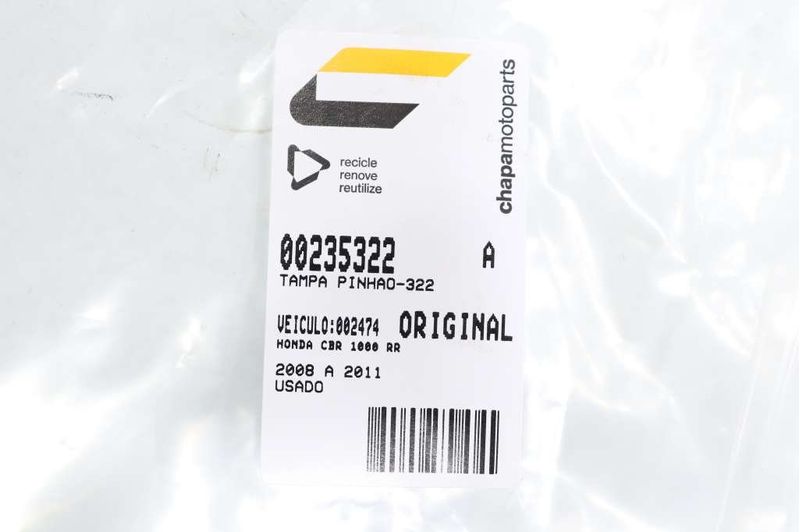 chapamotoparts
recicle
renove
reutilize
00235322 A
TAMPA PINHAO-322
VEICULO:002474 ORIGINAL
HONDA CBR 1000 RR
2008 A 2011
USADO